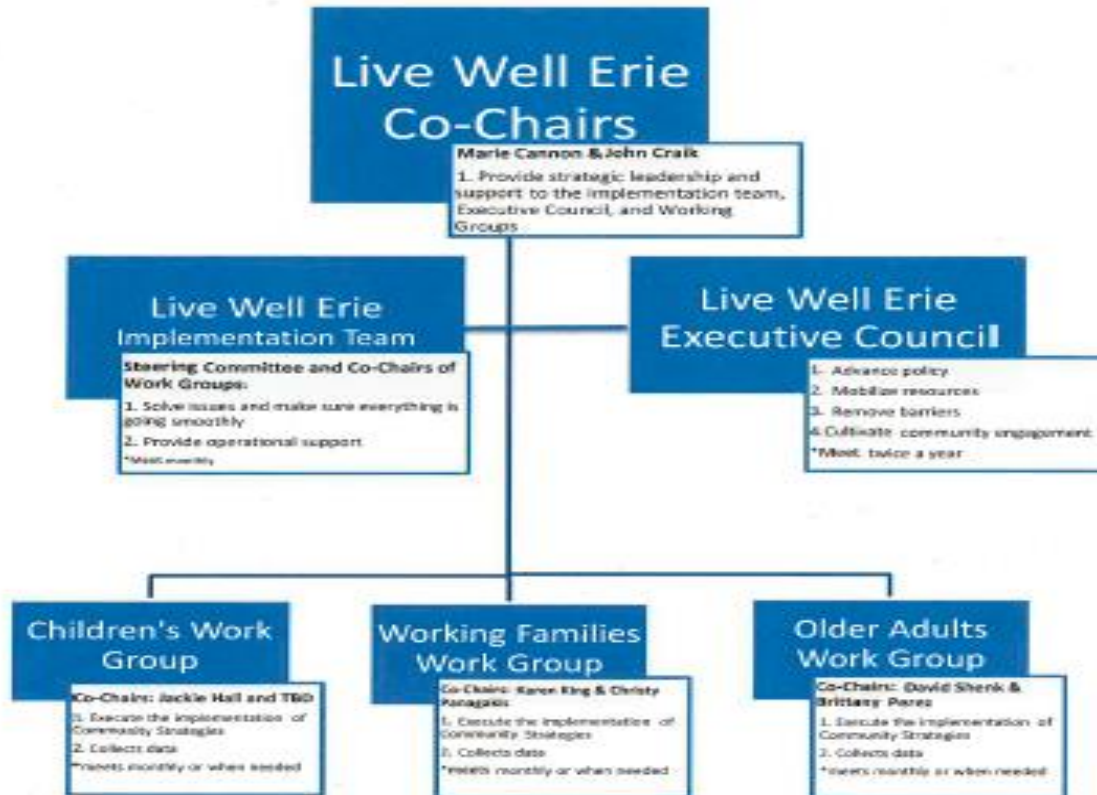 Live Well Erie
Co-Chairs
Marie Cannon & John Craik
1. Provide strategic leadership and
support to the implementation team,
Executive Council, and Working
Groups
Live Well Erie
Implementation Team
Steering Committee and Co-Chairs of
Work Groups:
1. Solve issues and make sure everything is
going smoothly
2. Provide operational support
*Meet monthly
Live Well Erie
Executive Council
1. Advance policy
2. Mobilize resources
3. Remove barriers
4.Cultivate community engagement
*Meet twice a year
Children's Work
Group
Co-Chairs: Jackie Hall and TBD
1. Execute the implementation of
Community Strategies
2. Collects data
*meets monthly or when needed
Working Families
Work Group
Co-Chairs: Karen King & Christy
Panagakis
1. Execute the implementation of
Community Strategies
2. Collects data
*meets monthly or when needed
Older Adults
Work Group
Co-Chairs: David Shenk &
Brittany Perez
1. Execute the implementation of
Community Strategies
2. Collects data
*meets monthly or when needed